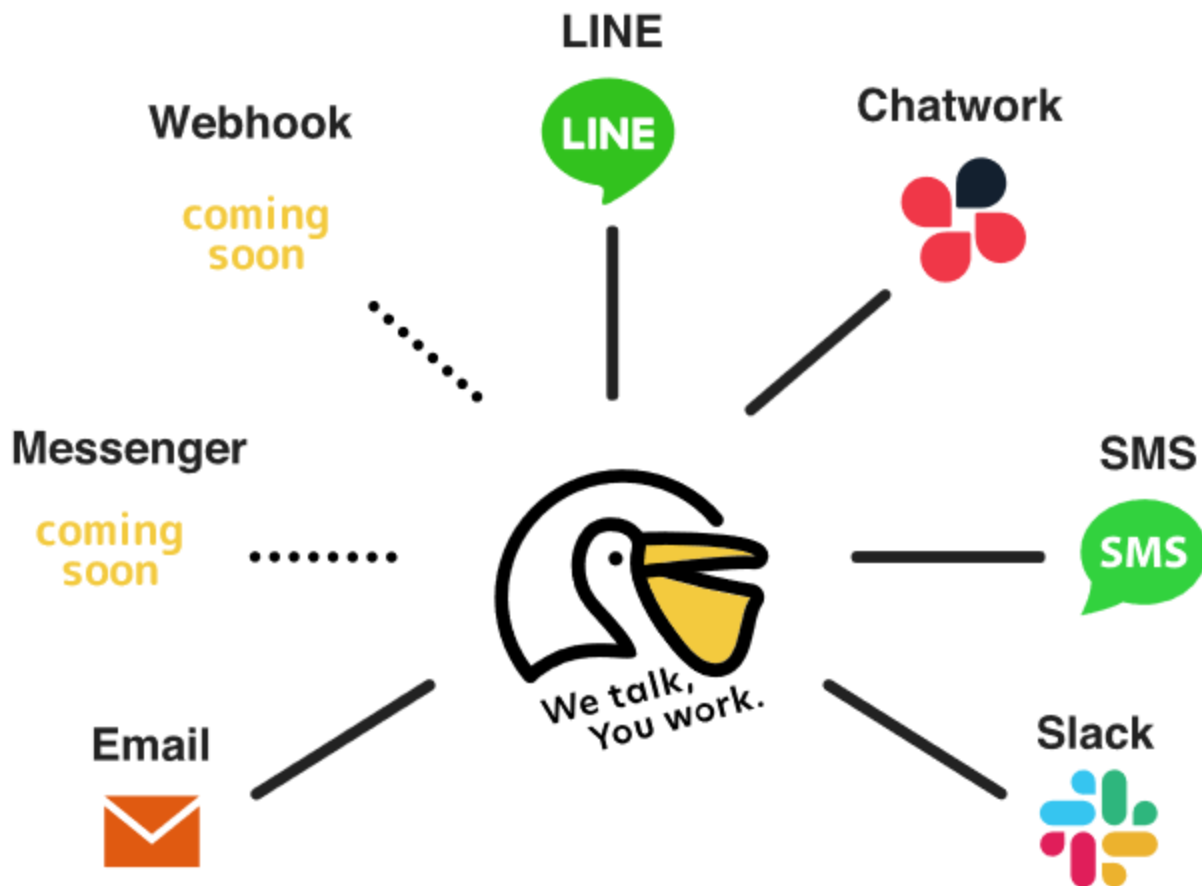 LINE
LINE
Chatwork
Webhook
coming
soon
Messenger
coming
soon
SMS
SMS
We talk,
You work.
Email
Slack